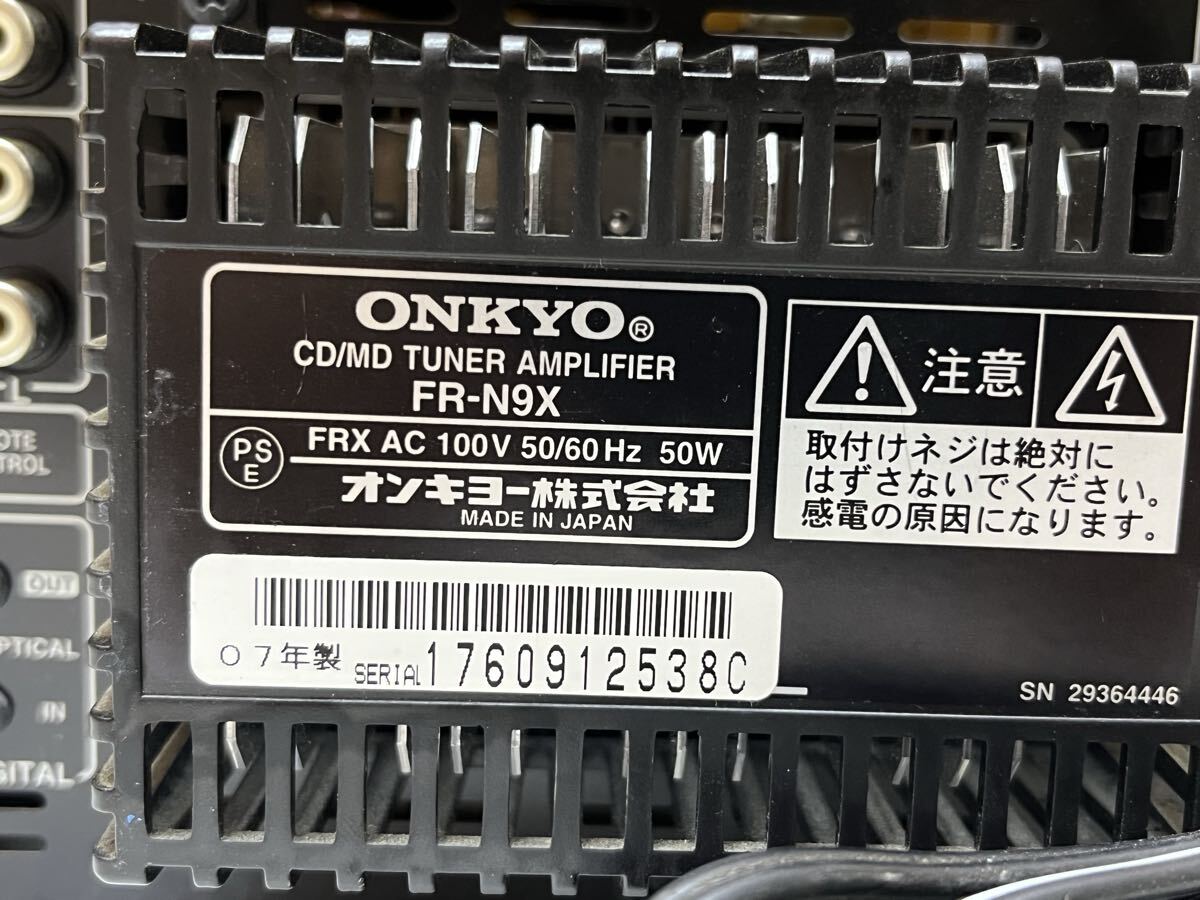 ONKYO®
CD/MD TUNER AMPLIFIER
FR-N9X
PS
E
FRX AC 100V 50/60Hz 50W
オンキヨー株式会社
MADE IN JAPAN
注意
取付けネジは絶対に
はずさないでください。
感電の原因になります。
07年製 SERIAL 1760912538C
SN 29364446
OUT
IN